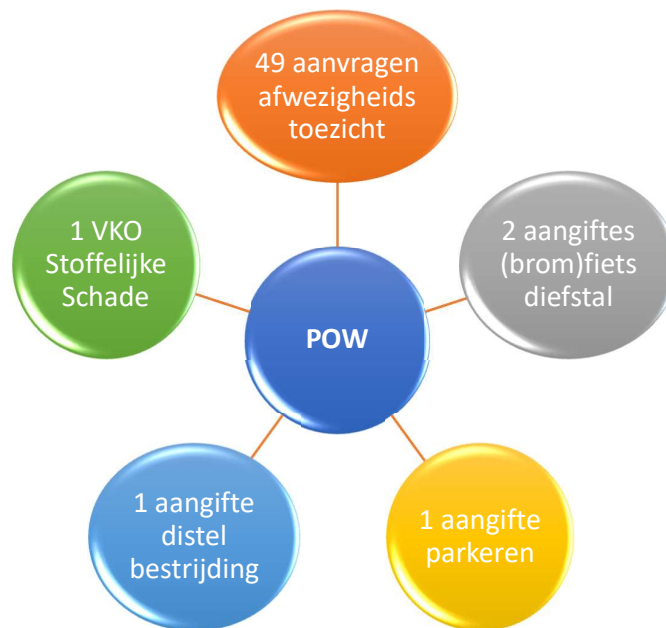 49 aanvragen
afwezigheids
toezicht
1 VKO
Stoffelijke
Schade
2 aangiftes
(brom)fiets
diefstal
POW
1 aangifte
distel
bestrijding
1 aangifte
parkeren